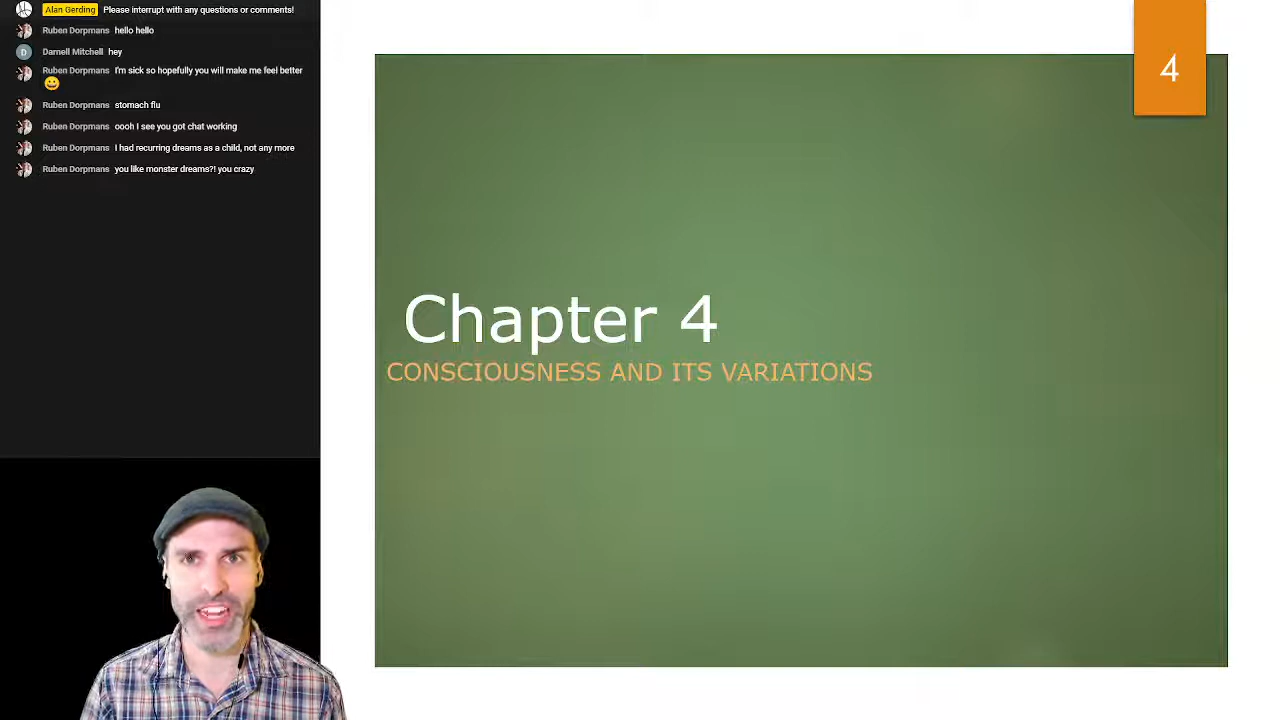 Alan Gerding Please interrupt with any questions or comments!
Ruben Dorpmans hello hello
D Darnell Mitchell hey
Ruben Dorpmans I'm sick so hopefully you will make me feel better
😀
Ruben Dorpmans stomach flu
Ruben Dorpmans oooh I see you got chat working
Ruben Dorpmans I had recurring dreams as a child, not any more
Ruben Dorpmans you like monster dreams?! you crazy
4
Chapter 4
CONSCIOUSNESS AND ITS VARIATIONS